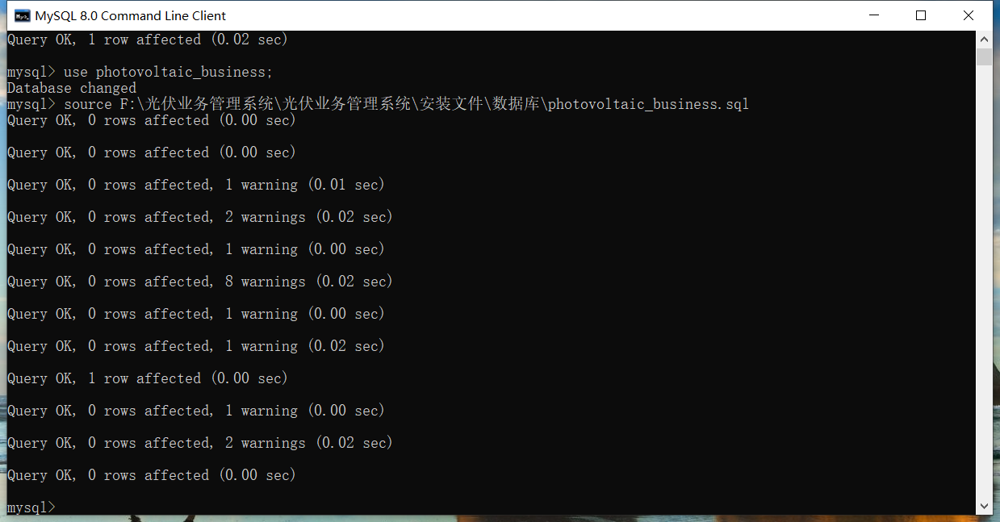 MySQL 8.0 Command Line Client
Query OK, 1 row affected (0.02 sec)
mysql> use photovoltaic_business;
Database changed
mysql> source F:\光伏业务管理系统\光伏业务管理系统\安装文件\数据库\photovoltaic_business.sql
Query OK, 0 rows affected (0.00 sec)
Query OK, 0 rows affected (0.00 sec)
Query OK, 0 rows affected, 1 warning (0.01 sec)
Query OK, 0 rows affected, 2 warnings (0.02 sec)
Query OK, 0 rows affected, 1 warning (0.00 sec)
Query OK, 0 rows affected, 8 warnings (0.02 sec)
Query OK, 0 rows affected, 1 warning (0.00 sec)
Query OK, 0 rows affected, 1 warning (0.02 sec)
Query OK, 1 row affected (0.00 sec)
Query OK, 0 rows affected, 1 warning (0.00 sec)
Query OK, 0 rows affected, 2 warnings (0.02 sec)
Query OK, 0 rows affected (0.00 sec)
mysql>